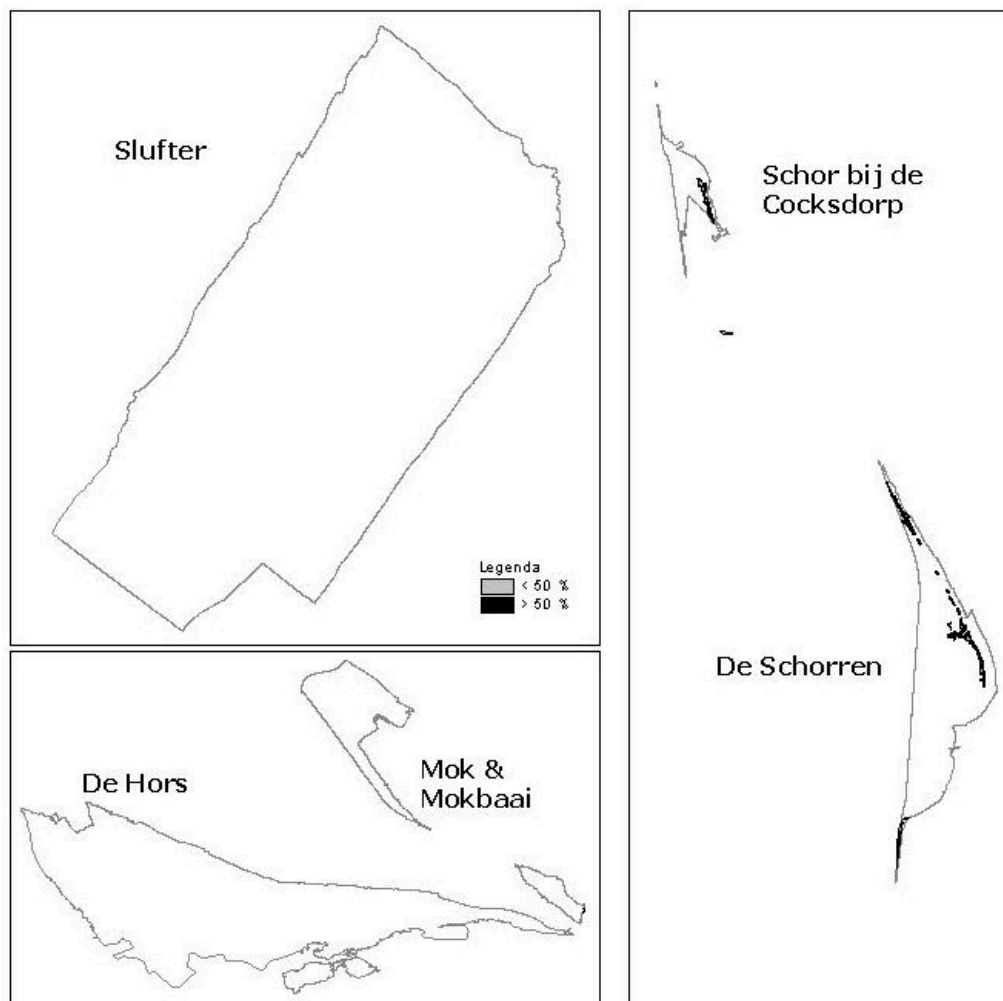 Slufter
Legenda
< 50 %
> 50 %
De Hors
Mok &
Mokbaai
Schor bij de
Cocksdorp
De Schorren